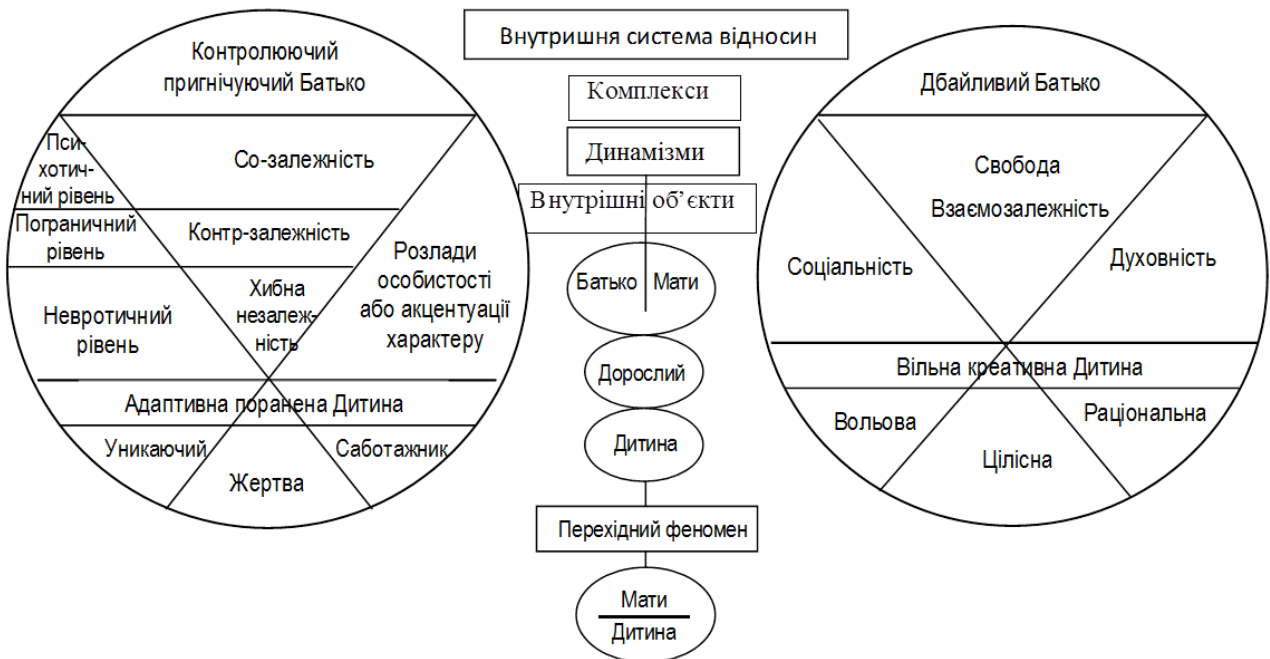 Внутришня система відносин
Контролюючий
пригнічуючий Батько
Пси-
хотич-
ний рівень
Со-залежність
Пограничний
рівень
Контр-залежність
Невротичний
рівень
Хибна
незалеж-
ність
Розлади
особистості
або акцентуації
характеру
Адаптивна поранена Дитина
Уникаючий
Жертва
Саботажник
Комплекси
Динамізми
Внутрішні об’єкти
Батько
Мати
Дорослий
Дитина
Перехідний феномен
Мати
Дитина
Дбайливий Батько
Свобода
Взаємозалежність
Соціальність
Духовність
Вільна креативна Дитина
Вольова
Цілісна
Раціональна